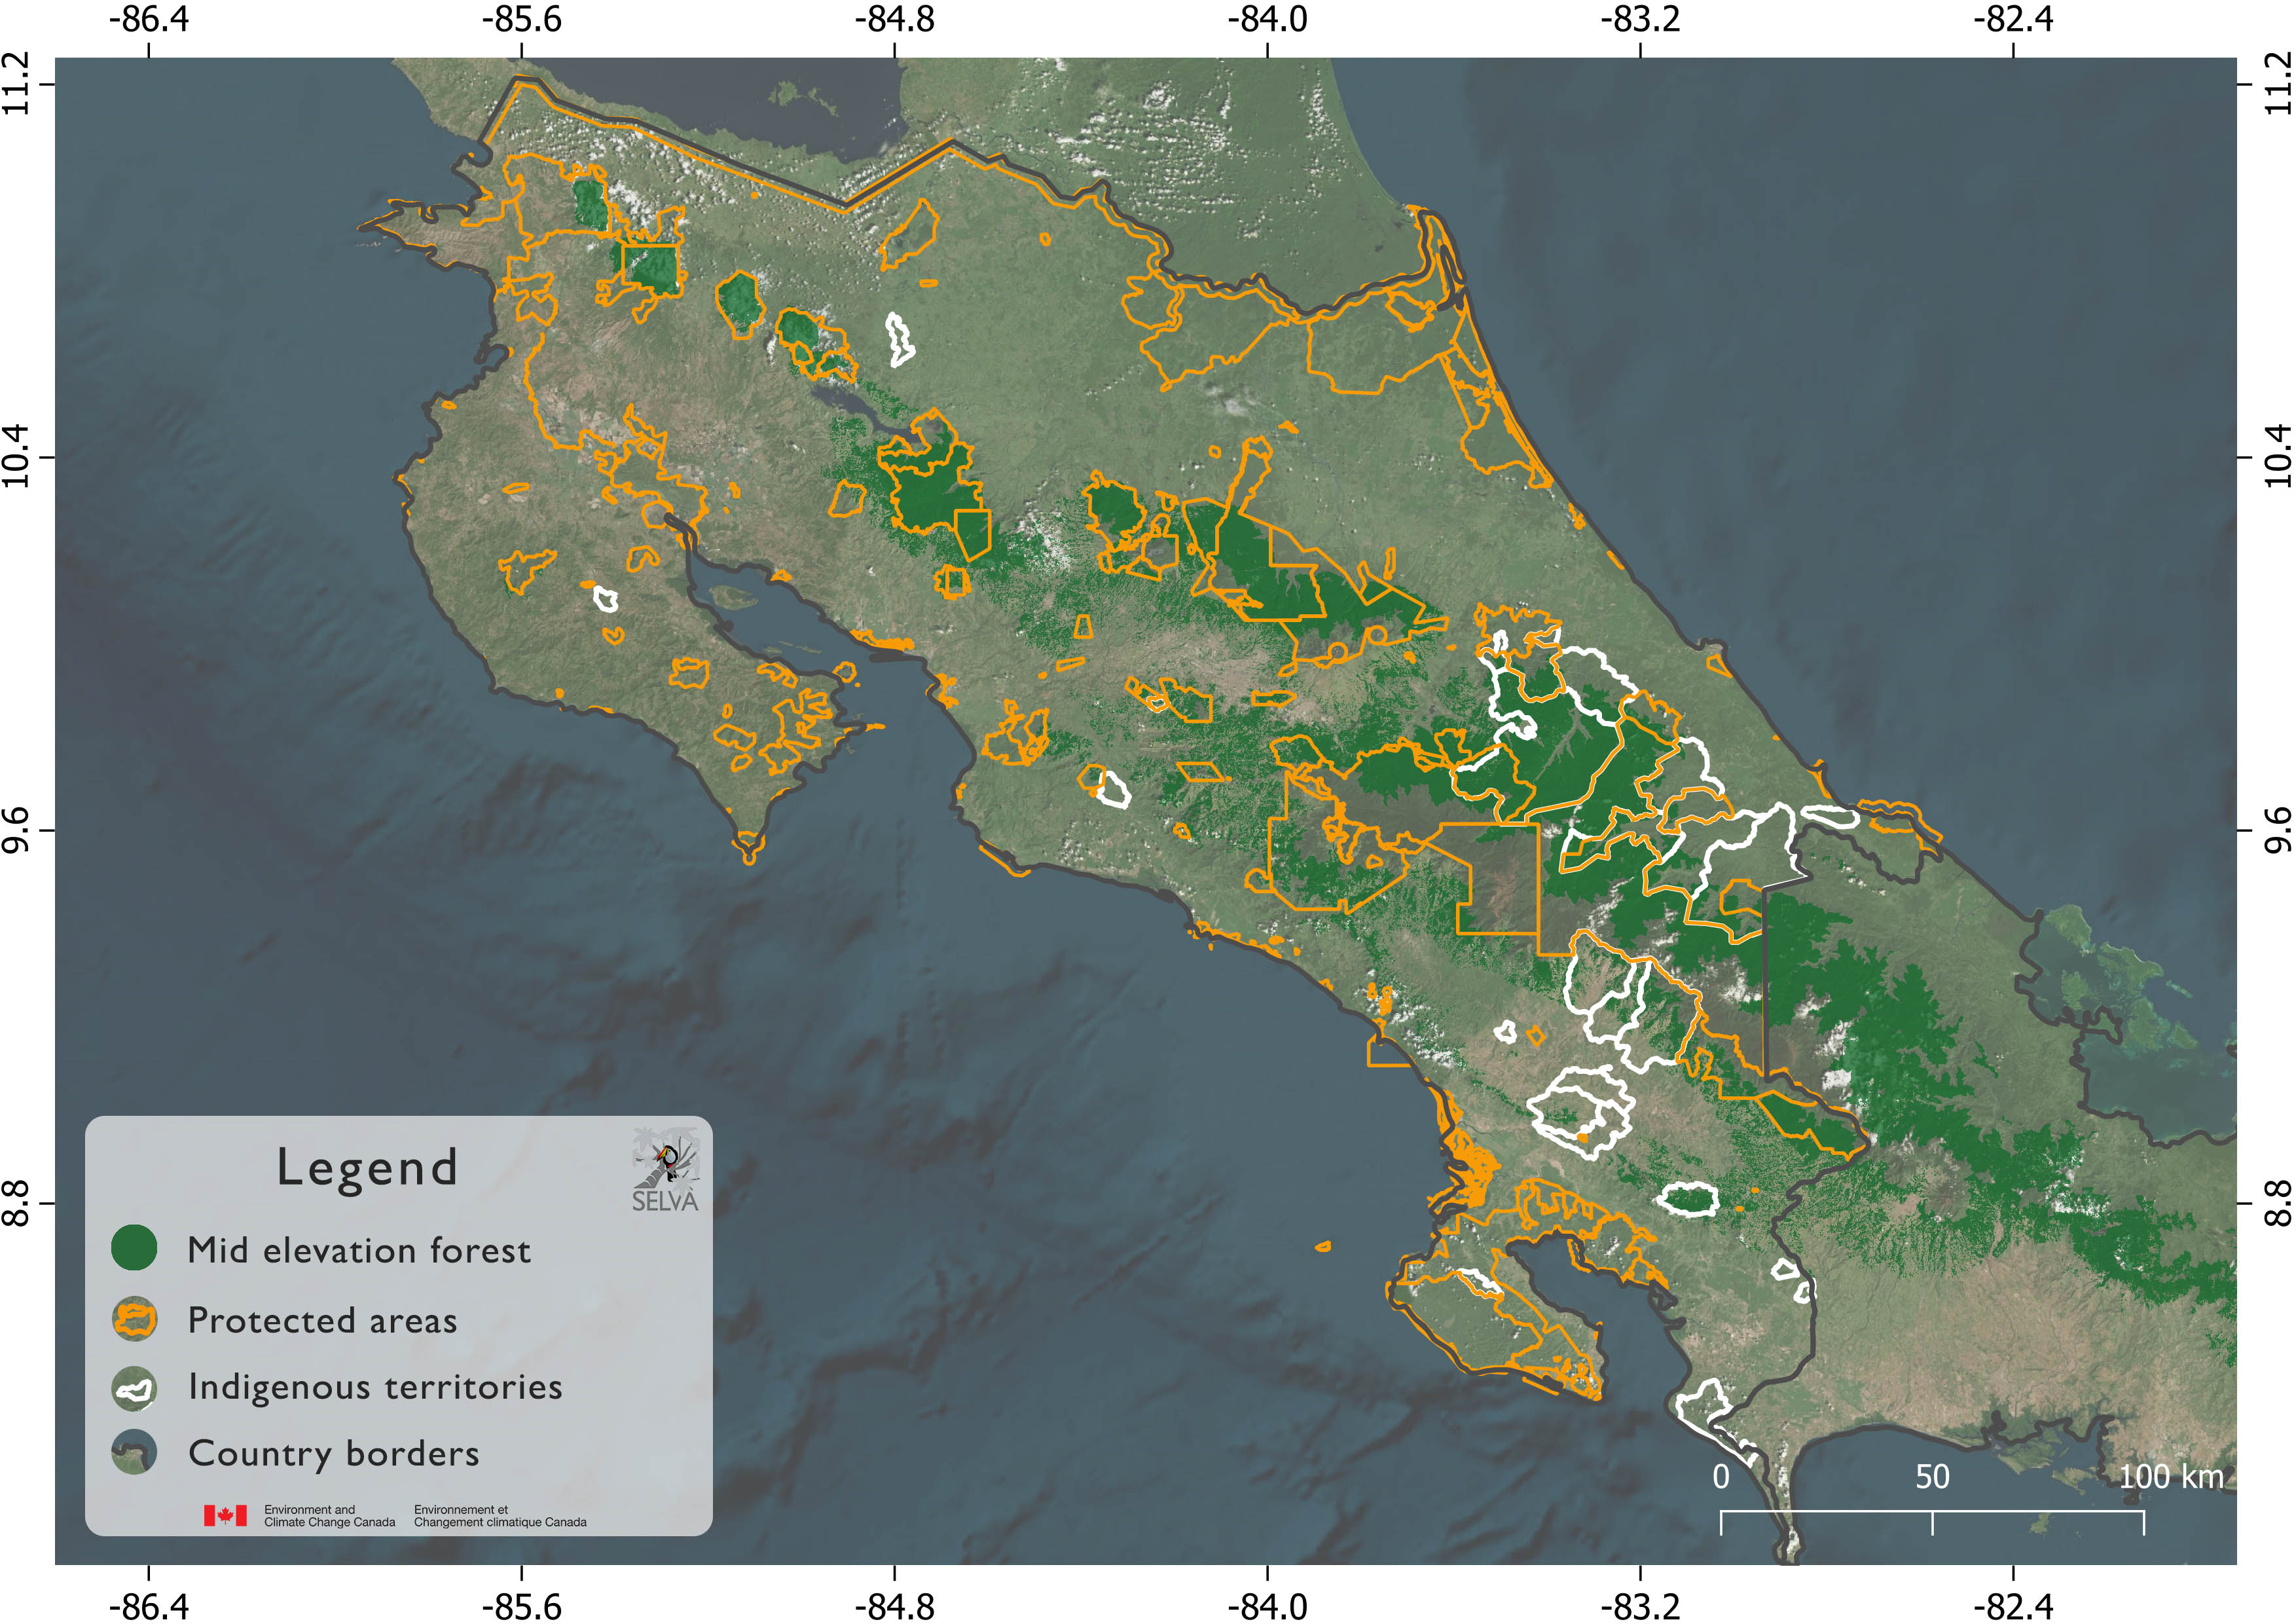 -86.4 -85.6 -84.8 -84.0 -83.2 -82.4
11.2 11.2
10.4 10.4
9.6 9.6
8.8 8.8
Legend
SELVA
Mid elevation forest
Protected areas
Indigenous territories
Country borders
Environment and Environnement et
Climate Change Canada Changement climatique Canada
0 50 100 km
-86.4 -85.6 -84.8 -84.0 -83.2 -82.4